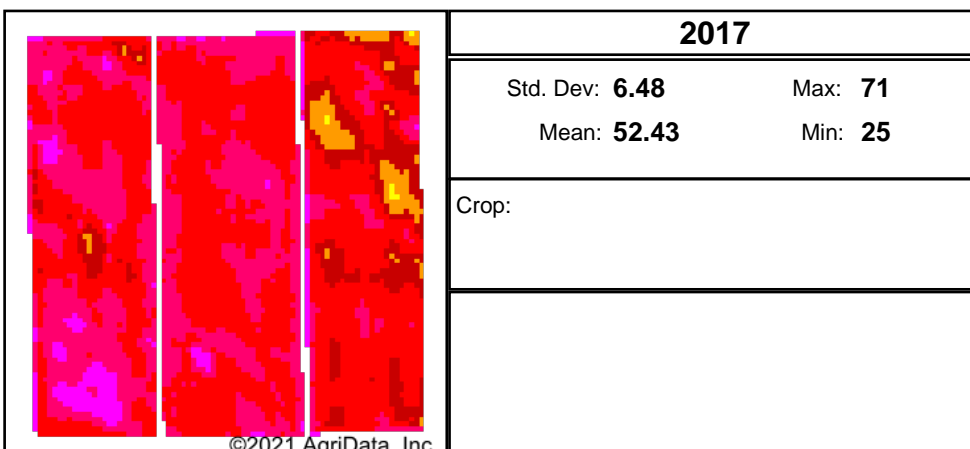 2017
Std. Dev: 6.48 Max: 71
Mean: 52.43 Min: 25
Crop:
©2021 AgriData, Inc